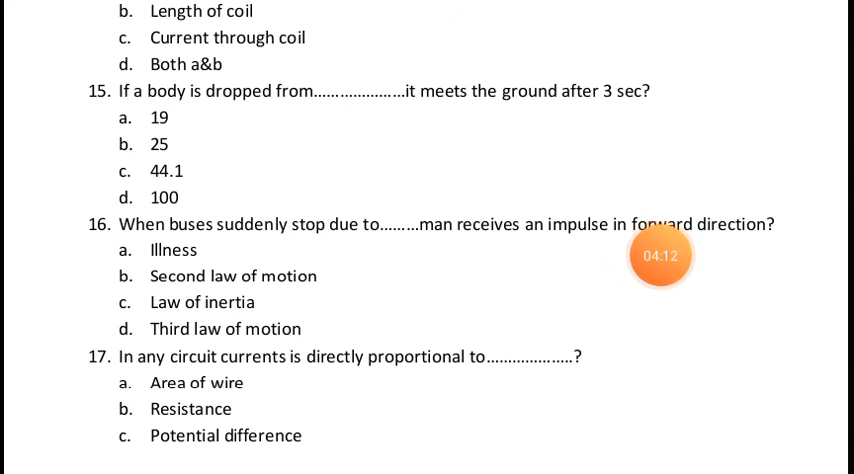 b. Length of coil
c. Current through coil
d. Both a&b
15. If a body is dropped from.....................it meets the ground after 3 sec?
a. 19
b. 25
c. 44.1
d. 100
16. When buses suddenly stop due to.........man receives an impulse in forward direction?
a. Illness
04:12
b. Second law of motion
c. Law of inertia
d. Third law of motion
17. In any circuit currents is directly proportional to....................?
a. Area of wire
b. Resistance
c. Potential difference